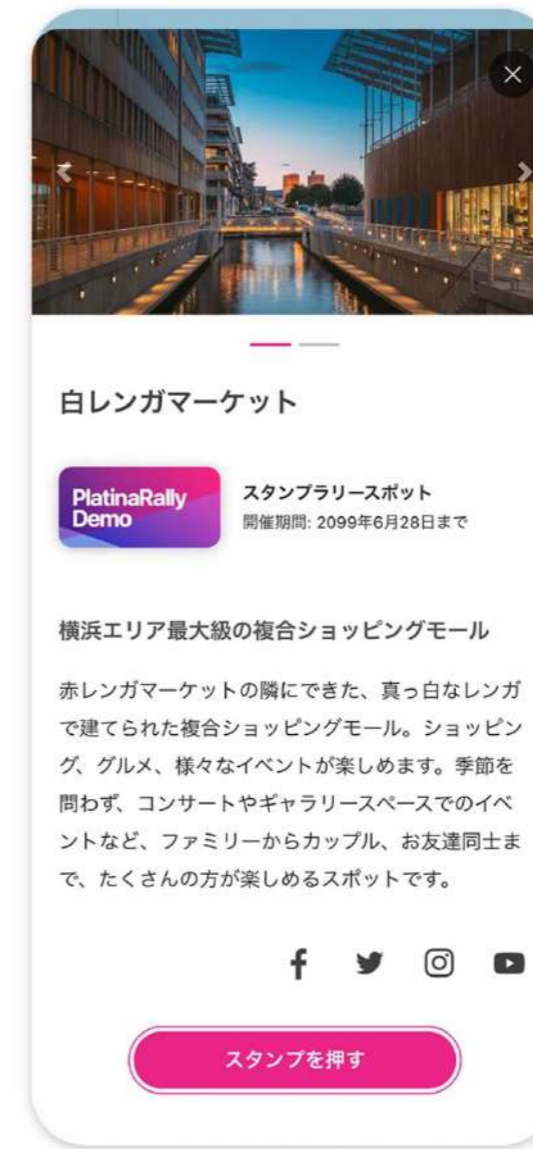 白レンガマーケット
PlatinaRally
Demo
スタンプラリースポット
開催期間: 2099年6月28日まで
横浜エリア最大級の複合ショッピングモール
赤レンガマーケットの隣にできた、真っ白なレンガ
で建てられた複合ショッピングモール。ショッピン
グ、グルメ、様々なイベントが楽しめます。季節を
問わず、コンサートやギャラリースペースでのイベ
ントなど、ファミリーからカップル、お友達同士ま
で、たくさんの方が楽しめるスポットです。
スタンプを押す